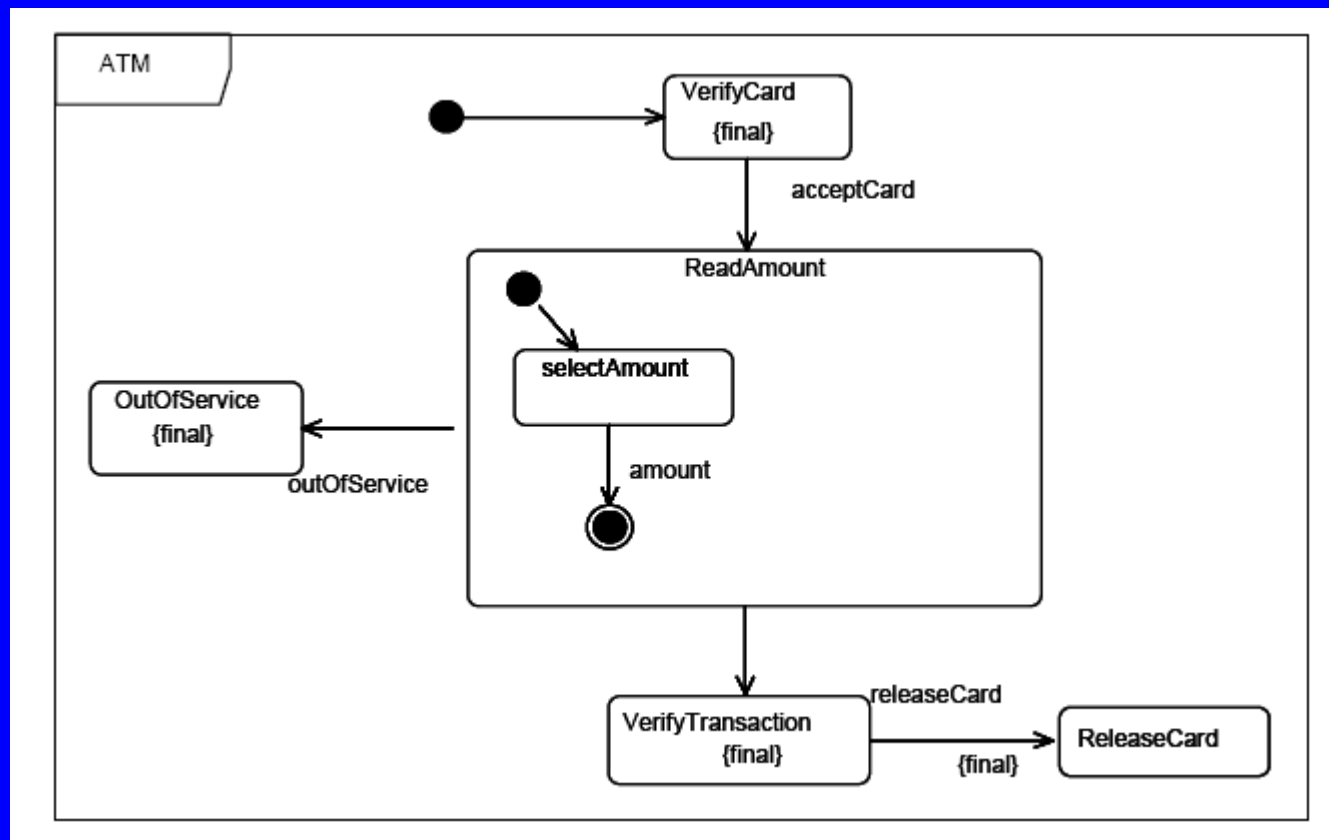 ATM
VerifyCard
{final}
acceptCard
ReadAmount
selectAmount
OutOfService
{final}
outOfService
amount
releaseCard
VerifyTransaction
{final}
{final}
ReleaseCard